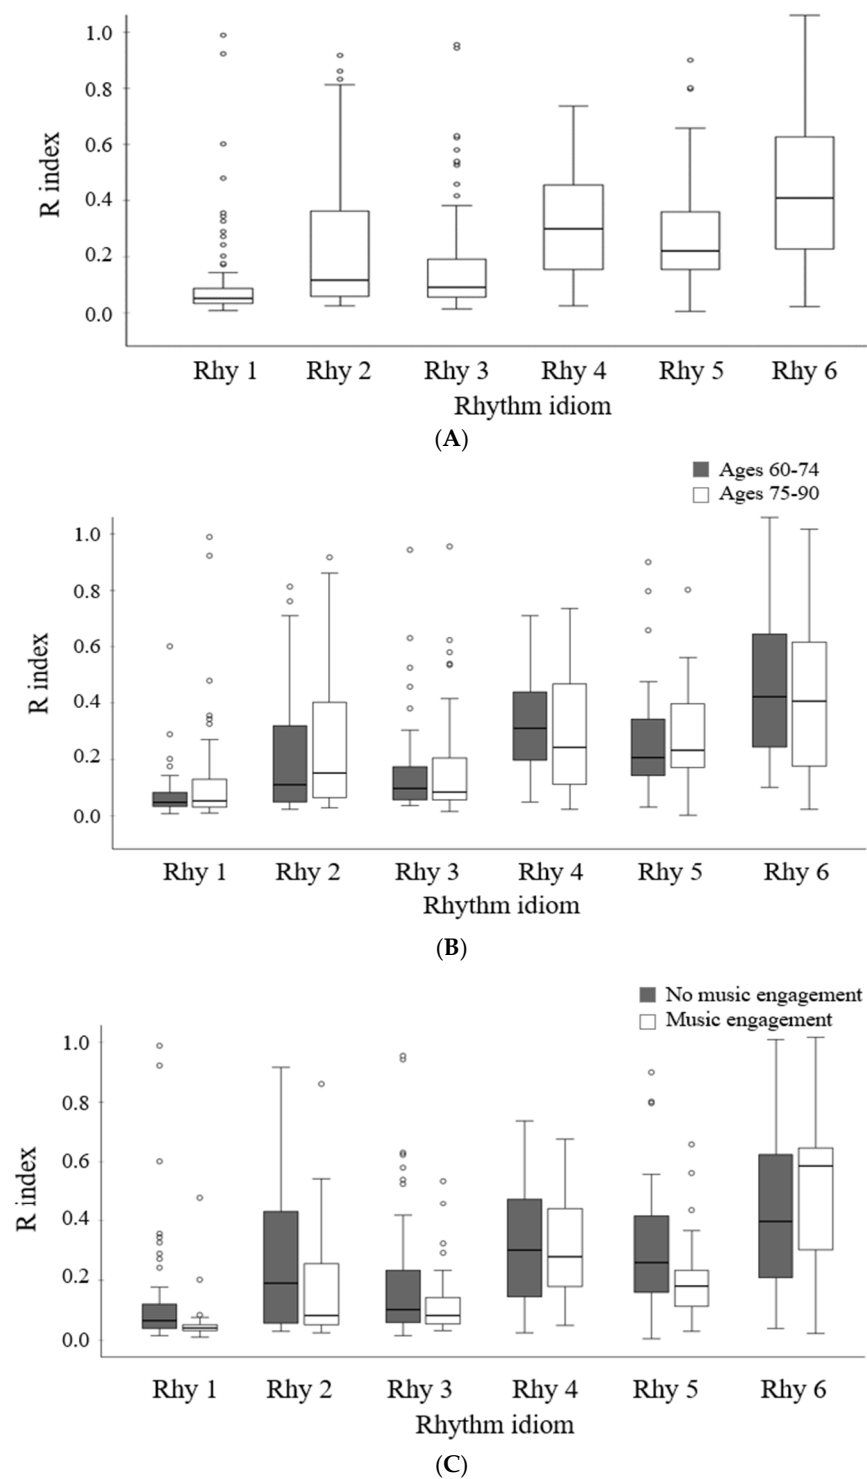 1.0
0.8
0.6
0.4
0.2
0.0
R index
Rhy 1 Rhy 2 Rhy 3 Rhy 4 Rhy 5 Rhy 6
Rhythm idiom
(A)
Ages 60-74
Ages 75-90
1.0
0.8
0.6
0.4
0.2
0.0
R index
Rhy 1 Rhy 2 Rhy 3 Rhy 4 Rhy 5 Rhy 6
Rhythm idiom
(B)
No music engagement
Music engagement
1.0
0.8
0.6
0.4
0.2
0.0
R index
Rhy 1 Rhy 2 Rhy 3 Rhy 4 Rhy 5 Rhy 6
Rhythm idiom
(C)